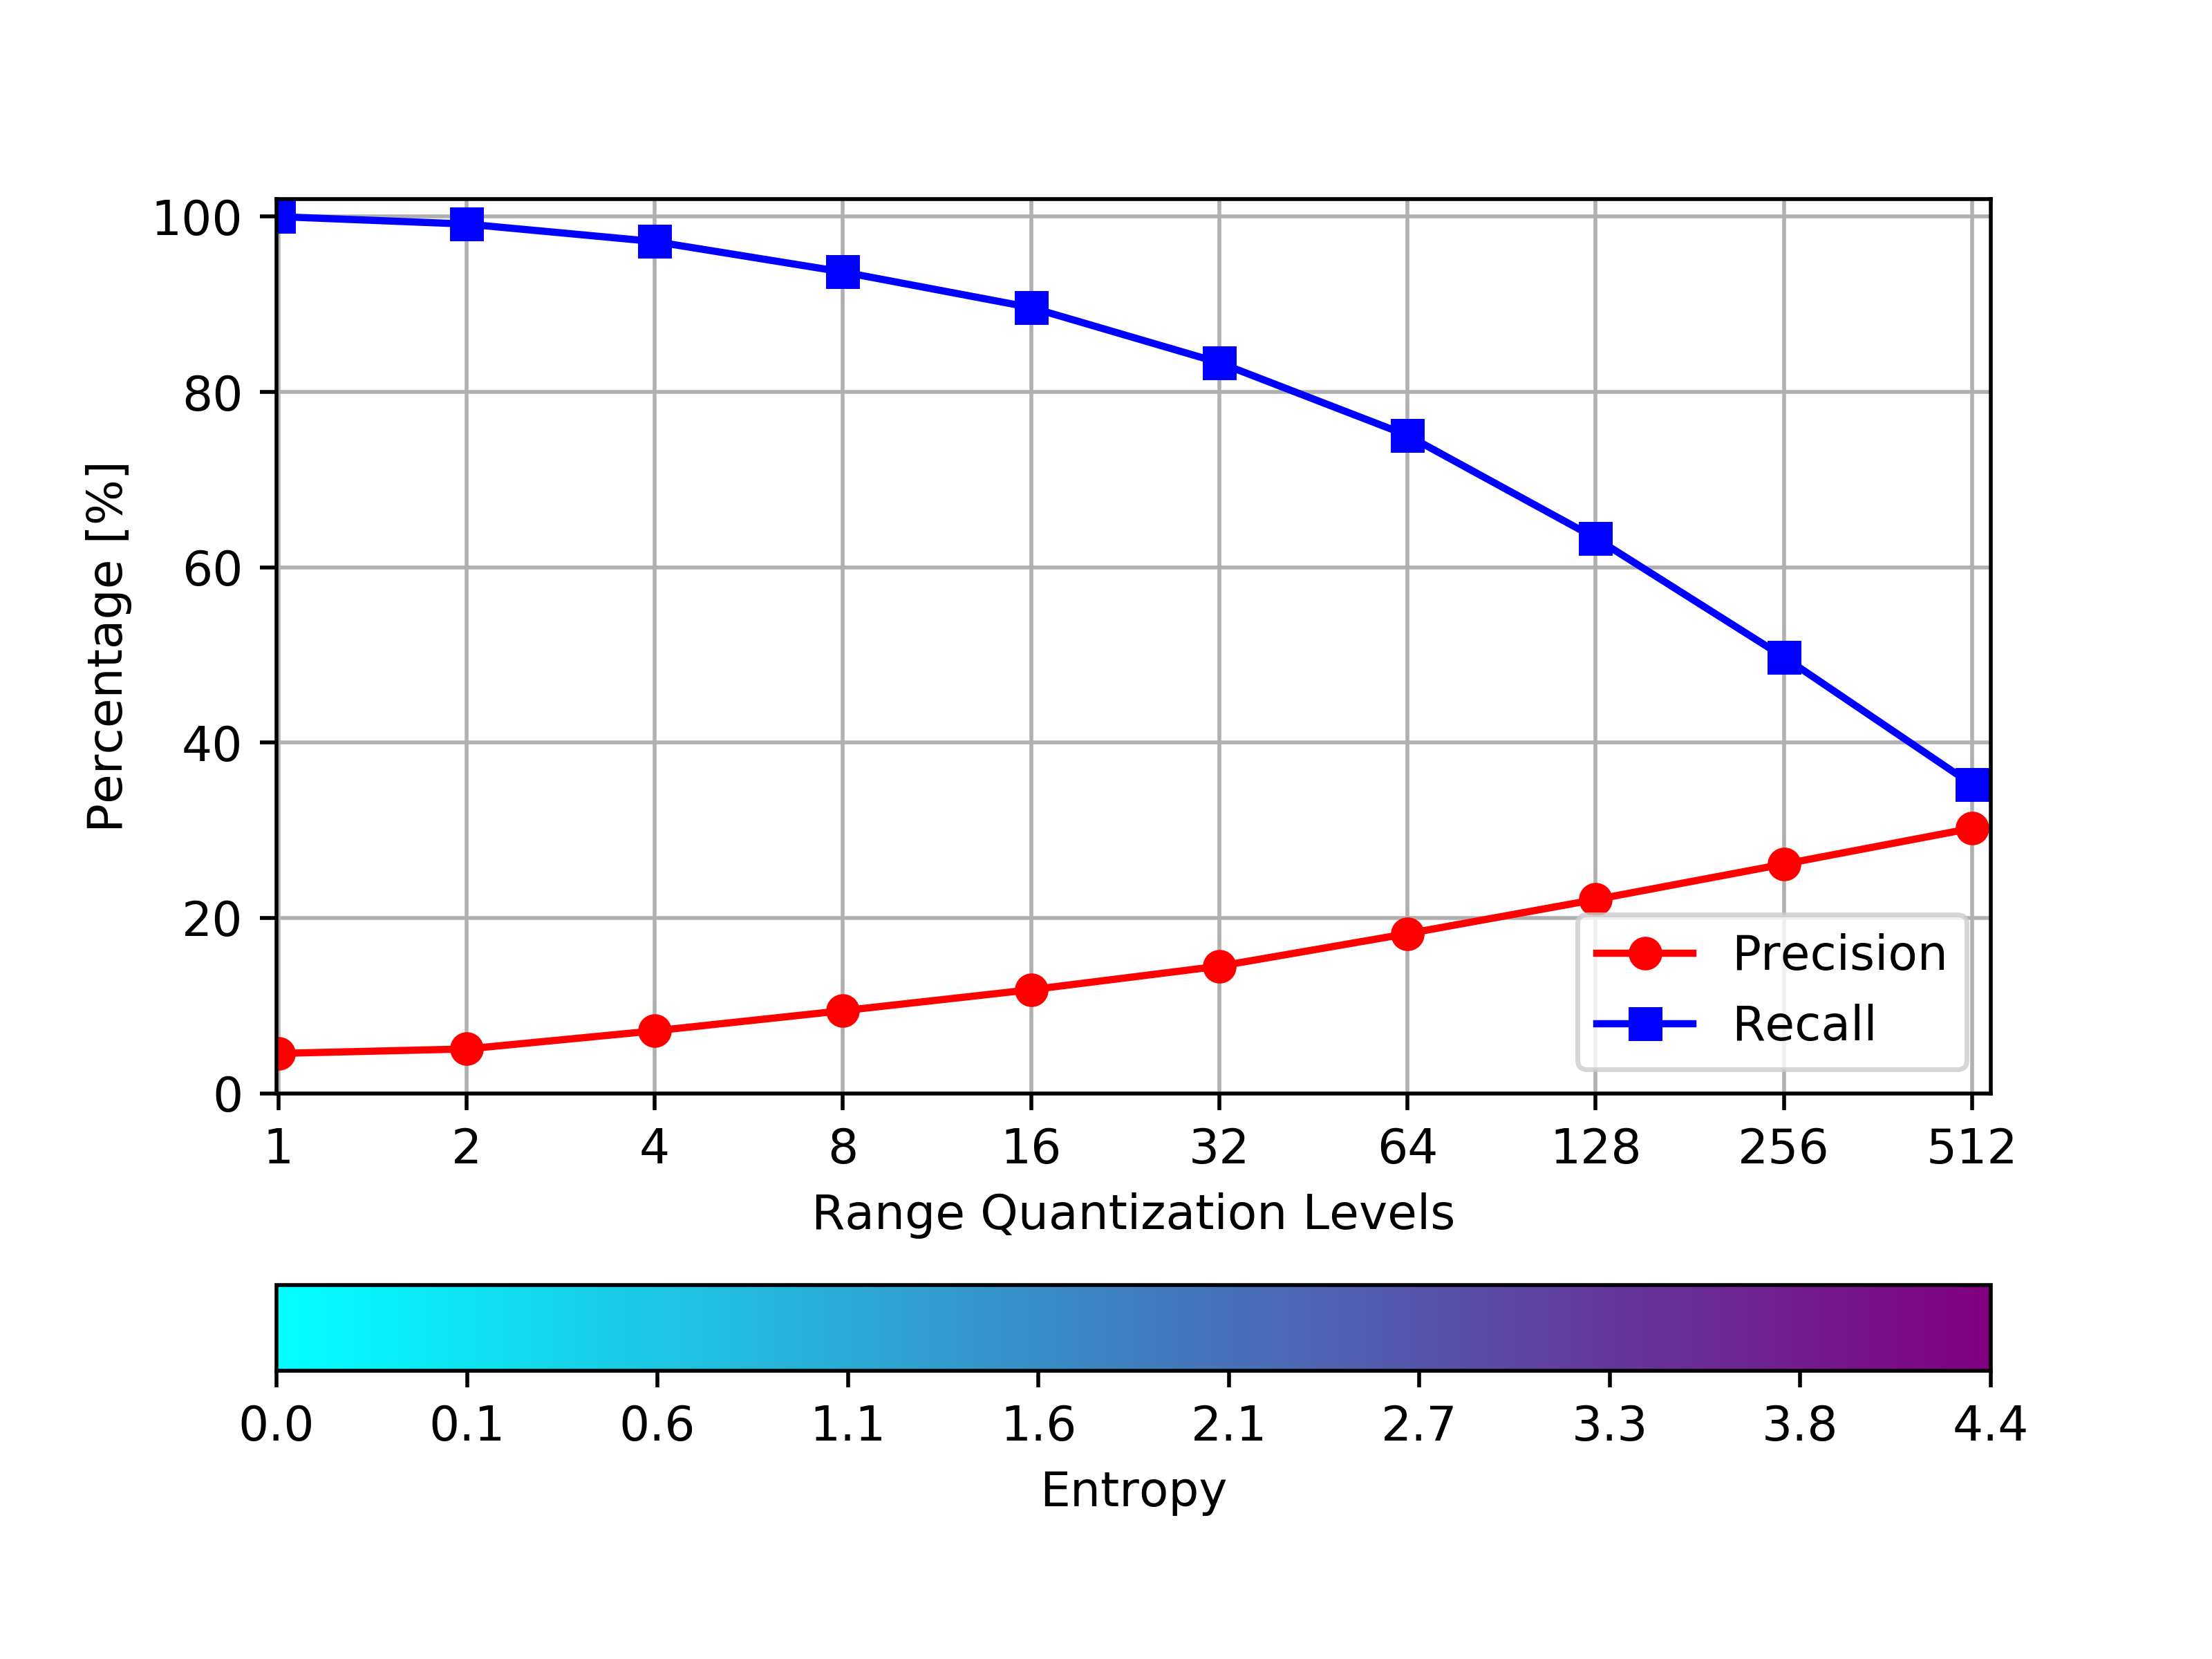 100
80
60
40
20
0
Percentage [%]
Precision
Recall
1 2 4 8 16 32 64 128 256 512
Range Quantization Levels
0.0 0.1 0.6 1.1 1.6 2.1 2.7 3.3 3.8 4.4
Entropy